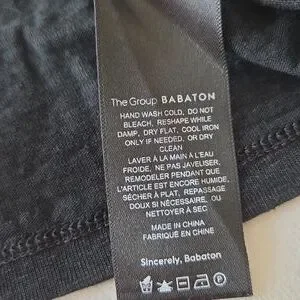 The Group BABATON
HAND WASH COLD, DO NOT
BLEACH, RESHAPE WHILE
DAMP, DRY FLAT, COOL IRON
ONLY IF NEEDED, OR DRY
CLEAN
LAVER À LA MAIN À L'EAU
FROIDE, NE PAS JAVELISER,
REMODELER PENDANT QUE
L'ARTICLE EST ENCORE HUMIDE,
SÉCHER À PLAT, REPASSAGE
DOUX SI NÉCESSAIRE, OU
NETTOYER À SEC
MADE IN CHINA
FABRIQUÉ EN CHINE
Sincerely, Babaton